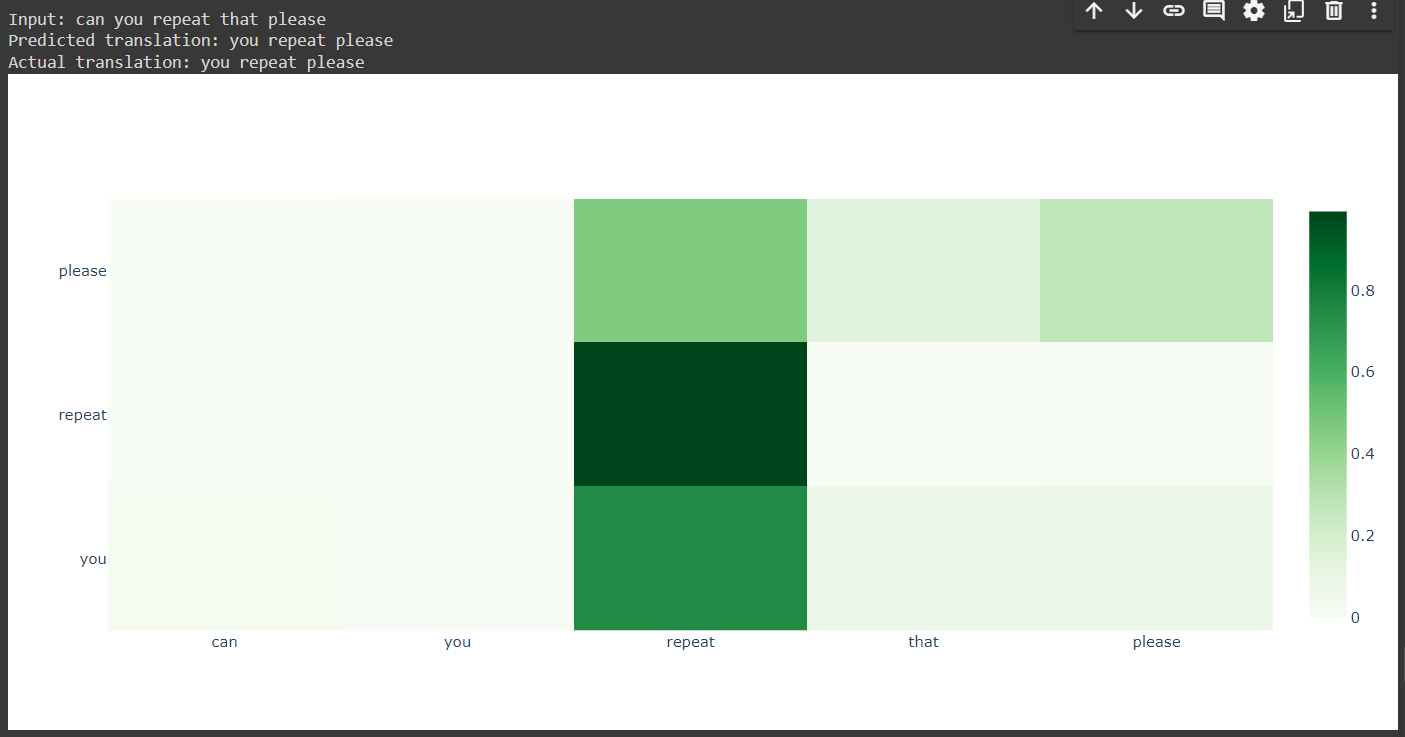 Input: can you repeat that please
Predicted translation: you repeat please
Actual translation: you repeat please
please
repeat
you
can you repeat that please
0.8
0.6
0.4
0.2
0